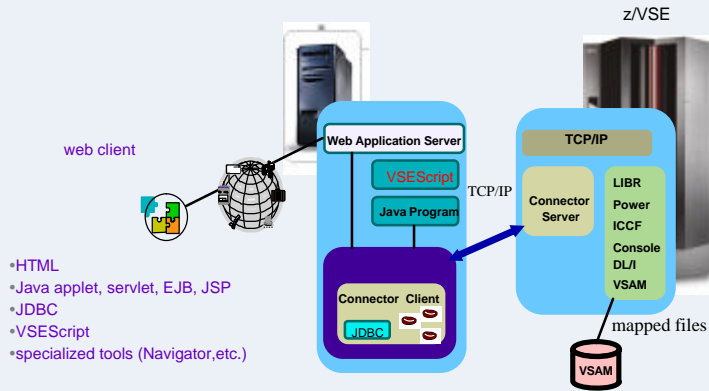 z/VSE
web client
Web Application Server
VSEScript
Java Program
TCP/IP
TCP/IP
Connector
Server
LIBR
Power
ICCF
Console
DL/I
VSAM
Connector Client
JDBC
•HTML
•Java applet, servlet, EJB, JSP
•JDBC
•VSEScript
•specialized tools (Navigator,etc.)
mapped files
VSAM